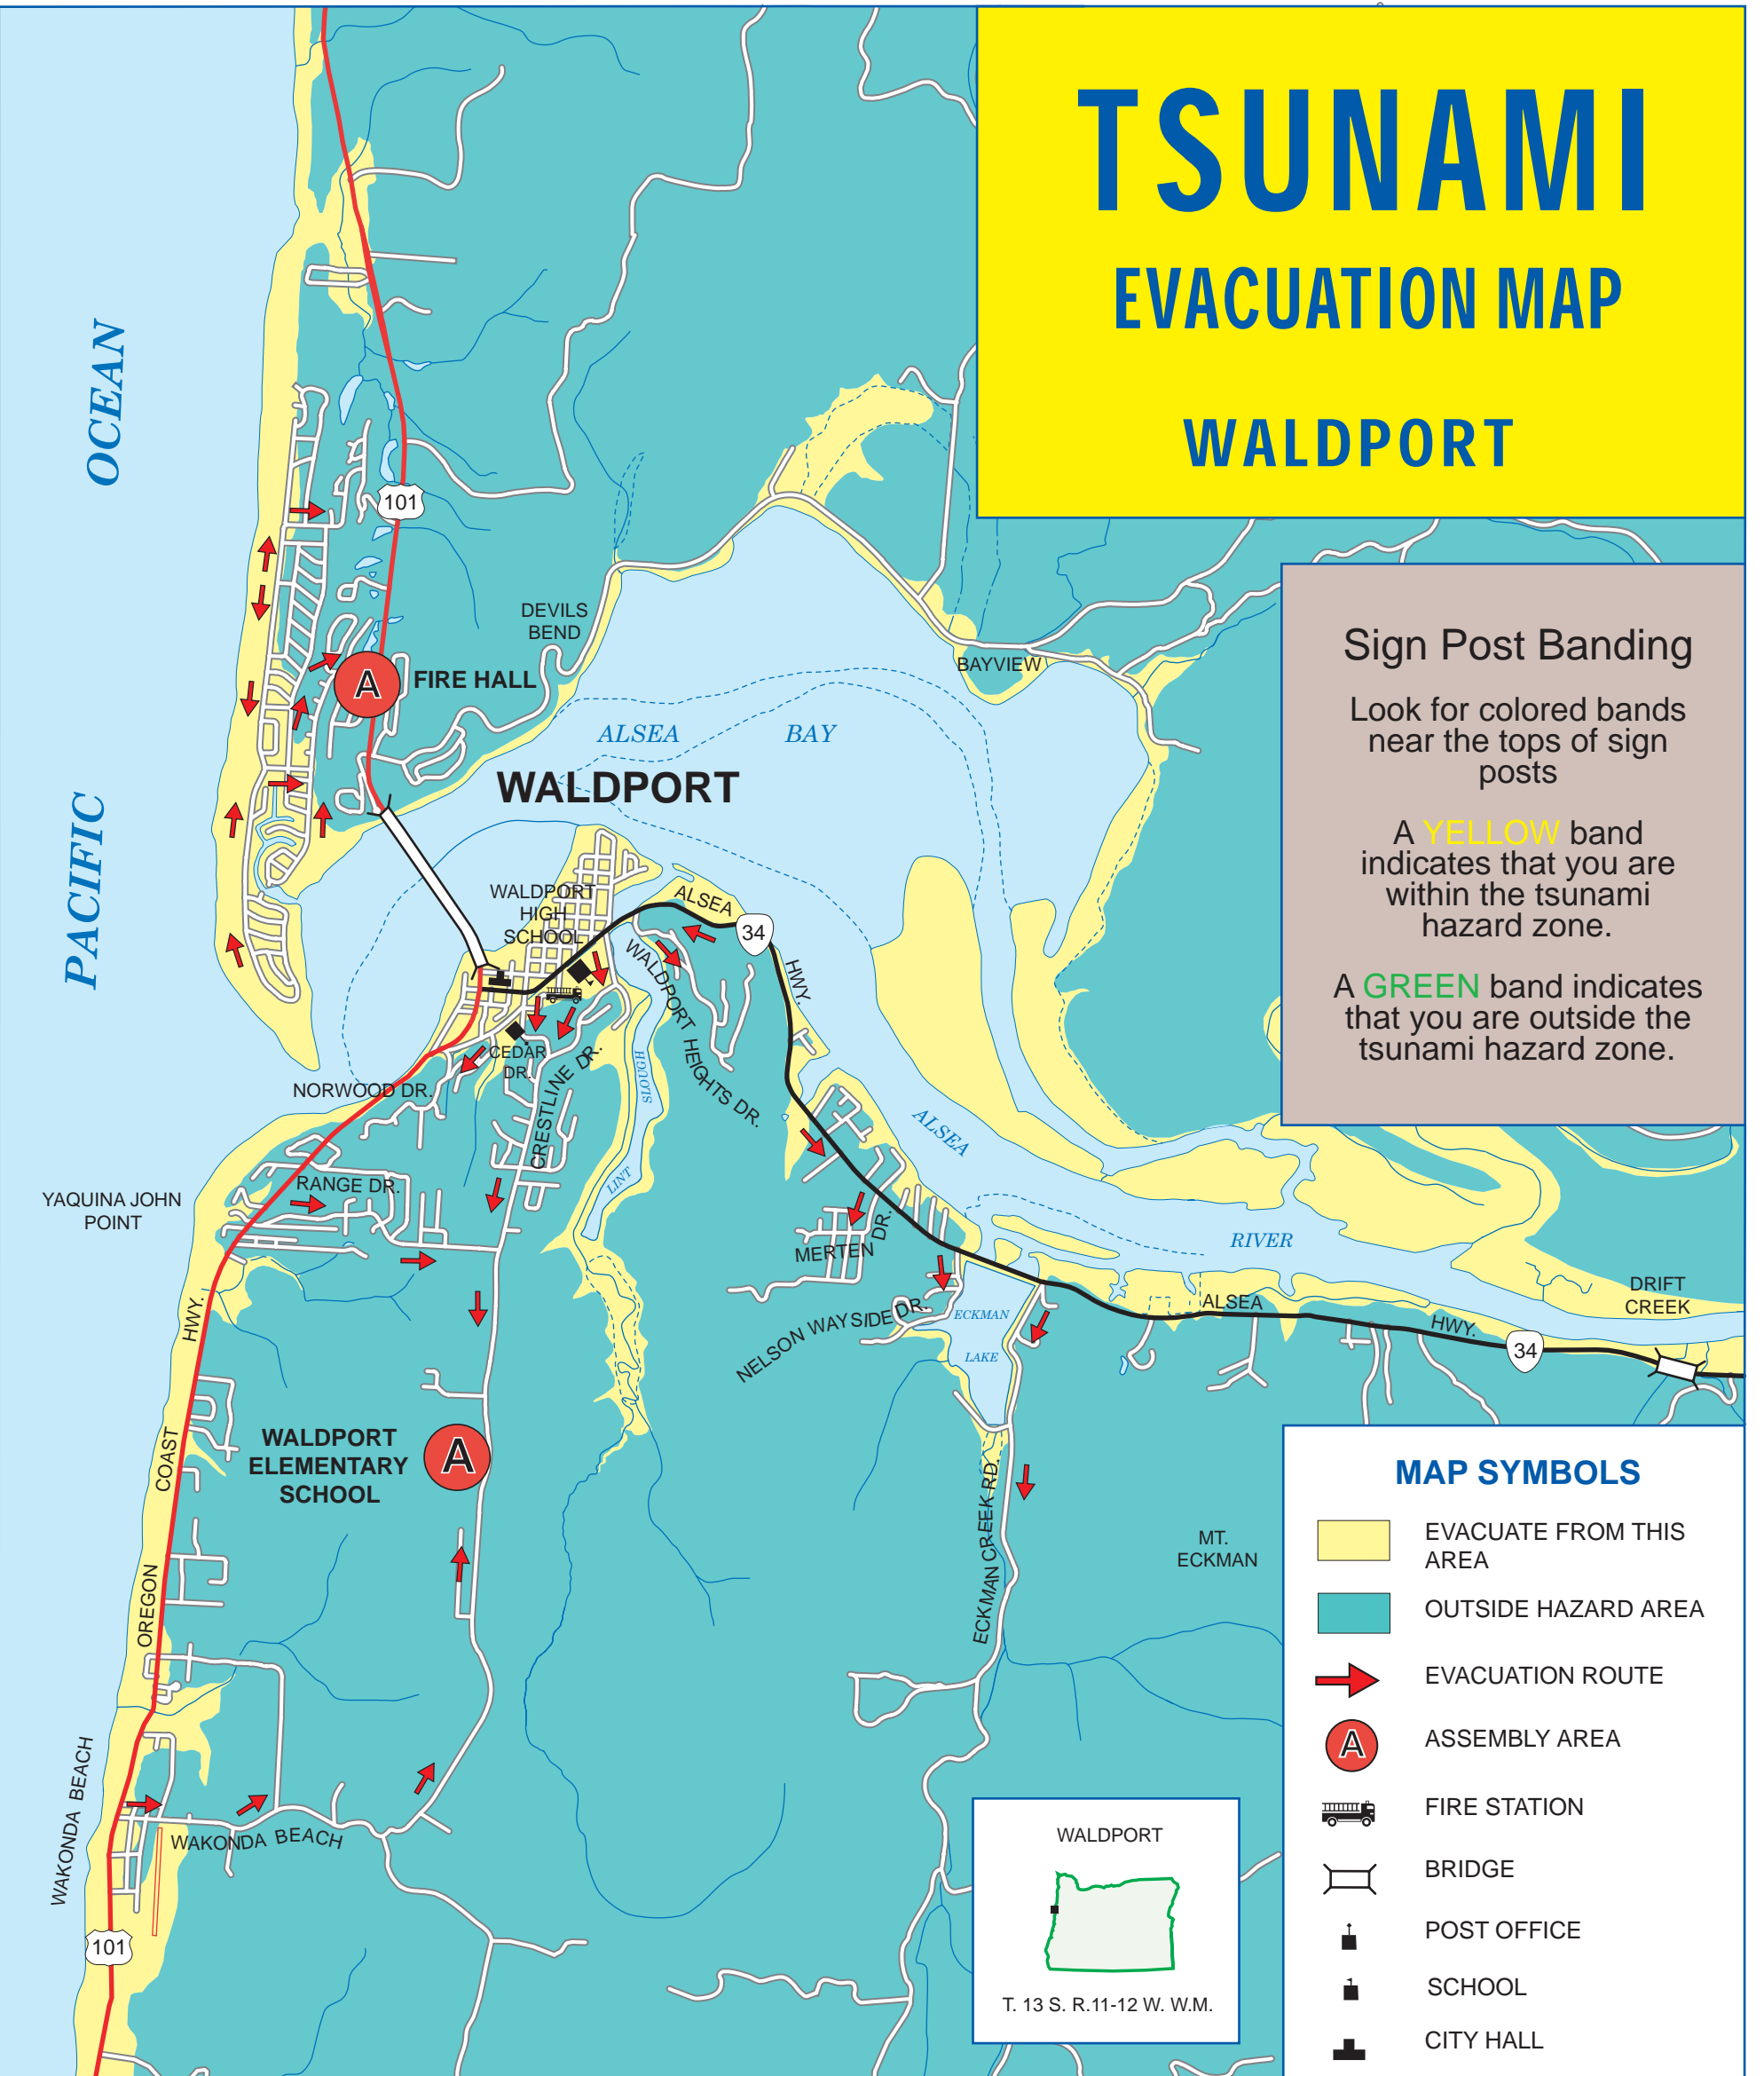 TSUNAMI
EVACUATION MAP
WALDPORT
OCEAN
PACIFIC
101
DEVILS
BEND
FIRE HALL
A
BAYVIEW
ALSEA BAY
WALDPORT
WALDPORT
HIGH
SCHOOL
ALSEA
34
HWY.
WALDPORT HEIGHTS DR.
CEDAR
DR.
CRESTLINE DR.
SLOUGH
LINT
NORWOOD DR.
RANGE DR.
YAQUINA JOHN
POINT
ALSEA
RIVER
MERTEN DR.
NELSON WAYSIDE DR.
ECKMAN
LAKE
ALSEA
HWY.
34
DRIFT
CREEK
HWY.
COAST
OREGON
WALDPORT
ELEMENTARY
SCHOOL
A
ECKMAN CREEK RD.
MT.
ECKMAN
WAKONDA BEACH
WAKONDA BEACH
101
Sign Post Banding
Look for colored bands
near the tops of sign
posts
A YELLOW band
indicates that you are
within the tsunami
hazard zone.
A GREEN band indicates
that you are outside the
tsunami hazard zone.
MAP SYMBOLS
EVACUATE FROM THIS
AREA
OUTSIDE HAZARD AREA
EVACUATION ROUTE
A
ASSEMBLY AREA
FIRE STATION
BRIDGE
POST OFFICE
SCHOOL
CITY HALL
WALDPORT
T. 13 S. R.11-12 W. W.M.